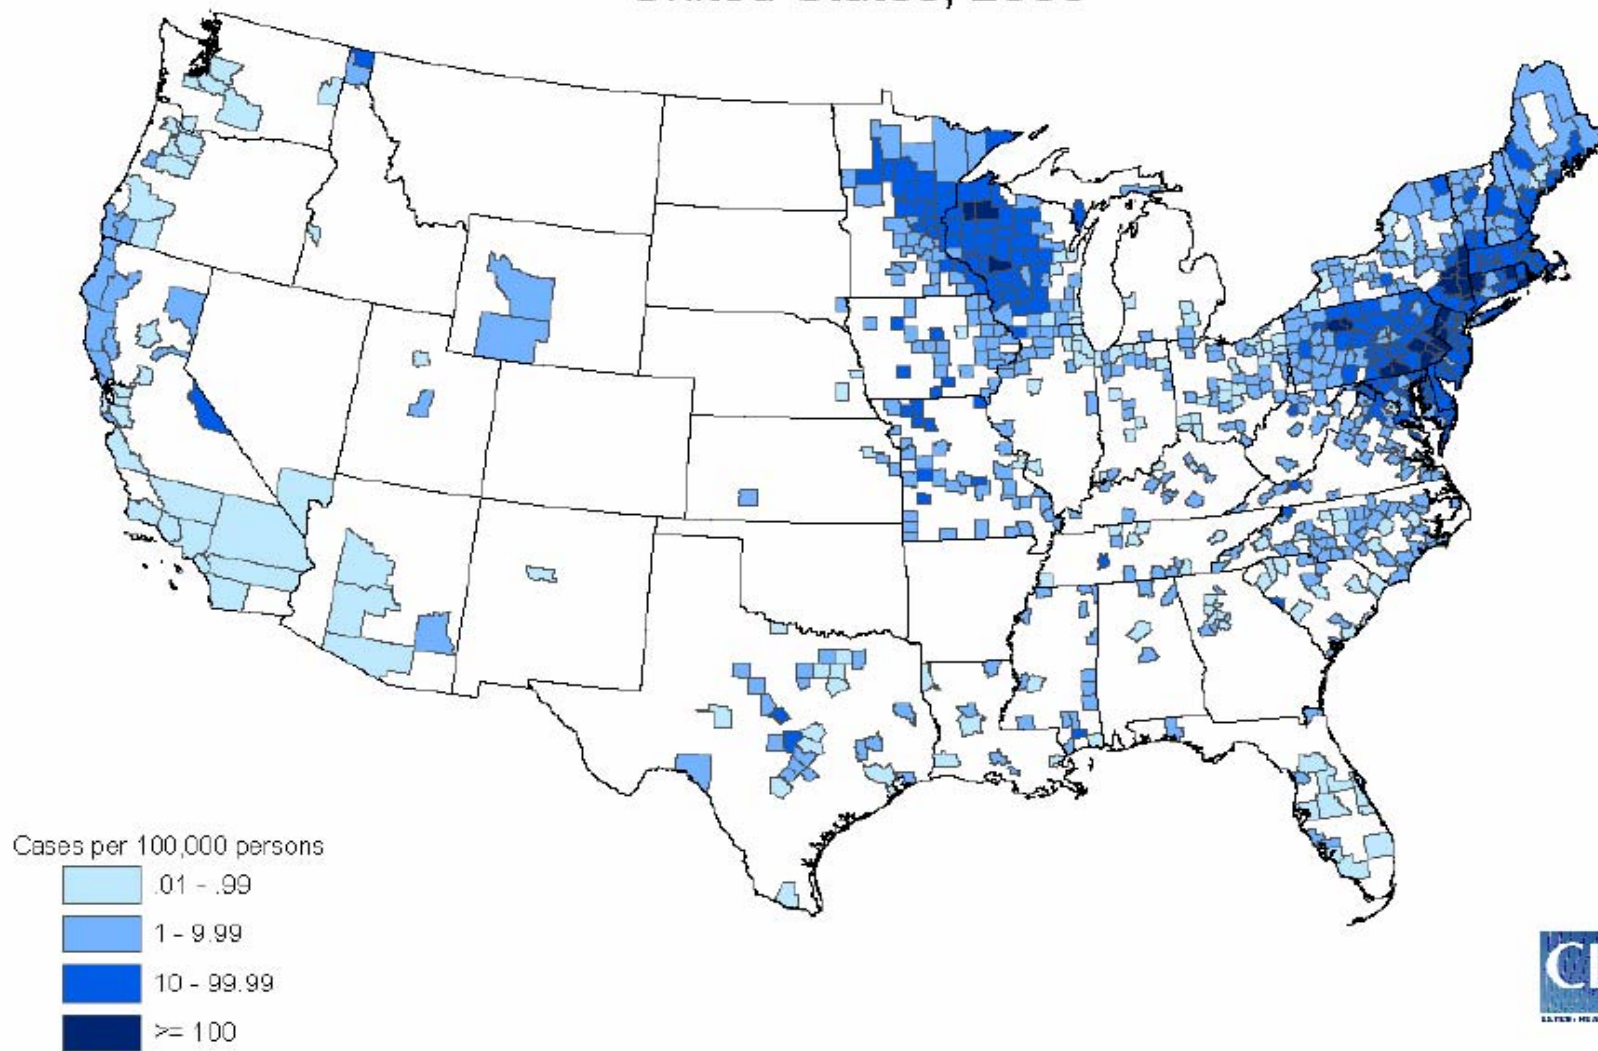 Cases per 100,000 persons
.01 - .99
1 - 9.99
10 - 99.99
>= 100